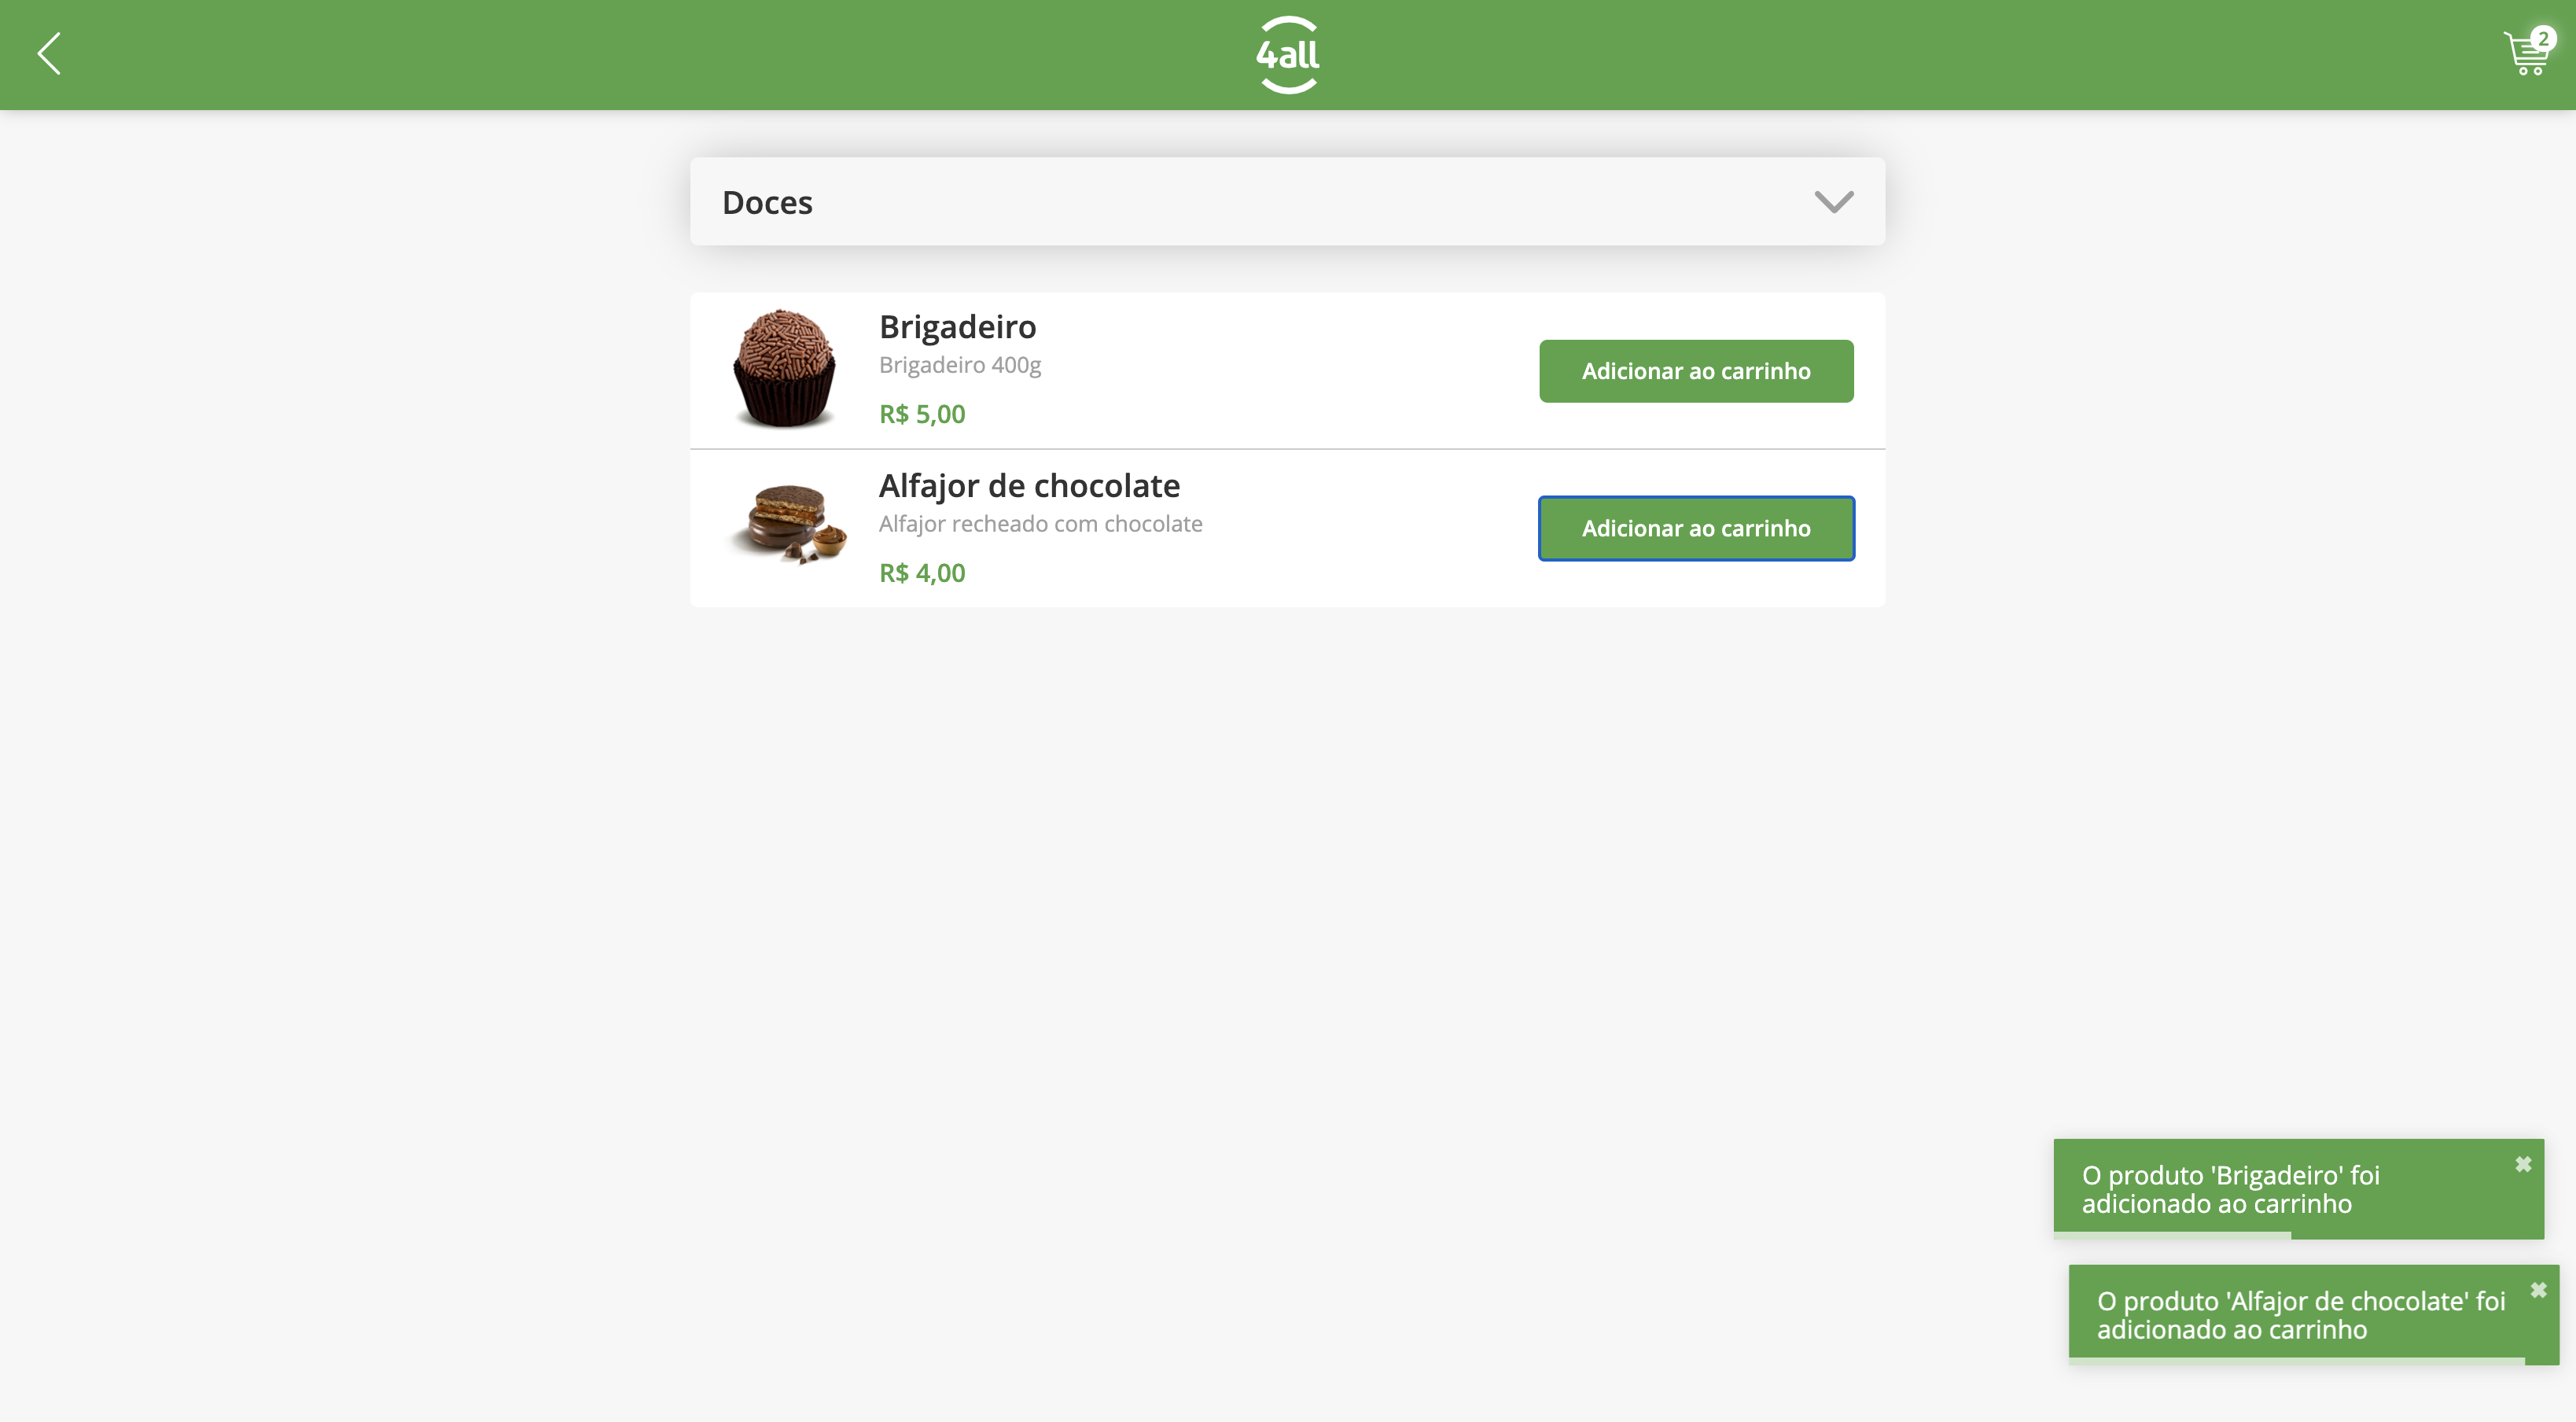 4all
2
Doces
Brigadeiro
Brigadeiro 400g
R$ 5,00
Adicionar ao carrinho
Alfajor de chocolate
Alfajor recheado com chocolate
R$ 4,00
Adicionar ao carrinho
O produto 'Brigadeiro' foi
adicionado ao carrinho
O produto 'Alfajor de chocolate' foi
adicionado ao carrinho